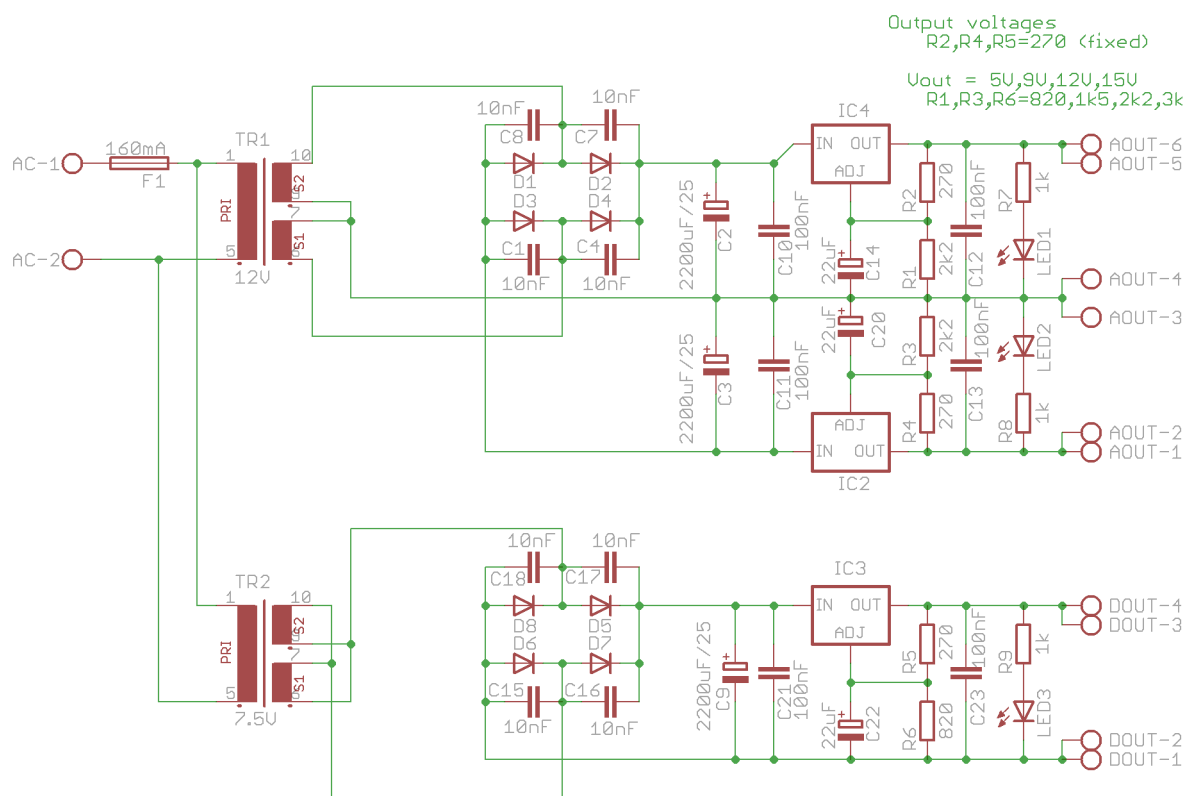 Output voltages
R2,R4,R5=270 (fixed)
Vout = 5V,9V,12V,15V
R1,R3,R6=820,1k5,2k2,3k
AC-1
160mA
F1
AC-2
TR1
1
10
S2
7
PRI
S1
5
12V
10nF
10nF
C8
C7
D1
D2
D3
D4
C1
C4
10nF
10nF
2200uF/25
C2
C10
100nF
IC4
IN
OUT
ADJ
R2
270
100nF
R7
1k
22uF
C14
R1
2k2
C12
LED1
AOUT-6
AOUT-5
AOUT-4
AOUT-3
2200uF/25
C3
C11
100nF
22uF
C20
R3
2k2
100nF
LED2
ADJ
IN
OUT
IC2
R4
270
C13
R8
1k
AOUT-2
AOUT-1
TR2
1
10
S2
7
PRI
S1
5
7.5V
10nF
10nF
C18
C17
D8
D5
D6
D7
C15
C16
10nF
10nF
2200uF/25
C9
C21
100nF
IC3
IN
OUT
ADJ
R5
270
100nF
R9
1k
22uF
C22
R6
820
C23
LED3
DOUT-4
DOUT-3
DOUT-2
DOUT-1